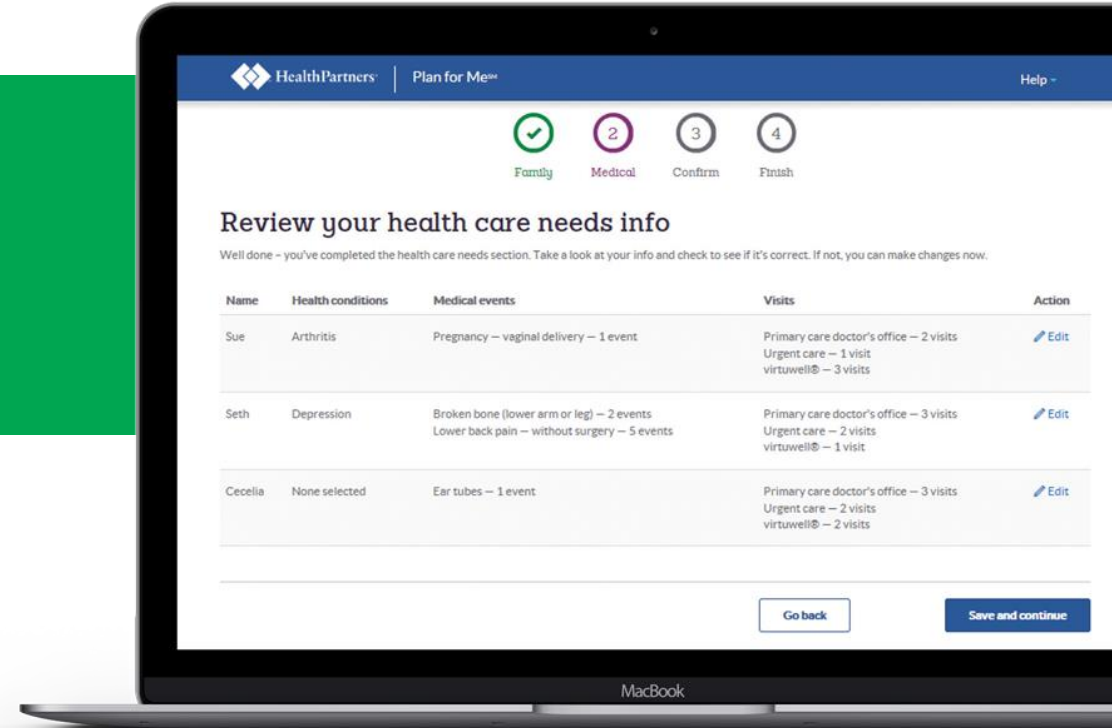 HealthPartners® Plan for Me℠ Help
2 3 4
Family Medical Confirm Finish
Review your health care needs info
Well done – you've completed the health care needs section. Take a look at your info and check to see if it's correct. If not, you can make changes now.
Name Health conditions Medical events Visits Action
Sue Arthritis Pregnancy — vaginal delivery — 1 event Primary care doctor's office — 2 visits Edit
Urgent care — 1 visit
virtuwell® — 3 visits
Seth Depression Broken bone (lower arm or leg) — 2 events Primary care doctor's office — 3 visits Edit
Lower back pain — without surgery — 5 events Urgent care — 2 visits
virtuwell® — 1 visit
Cecelia None selected Ear tubes — 1 event Primary care doctor's office — 3 visits Edit
Urgent care — 2 visits
virtuwell® — 2 visits
Go back Save and continue
MacBook